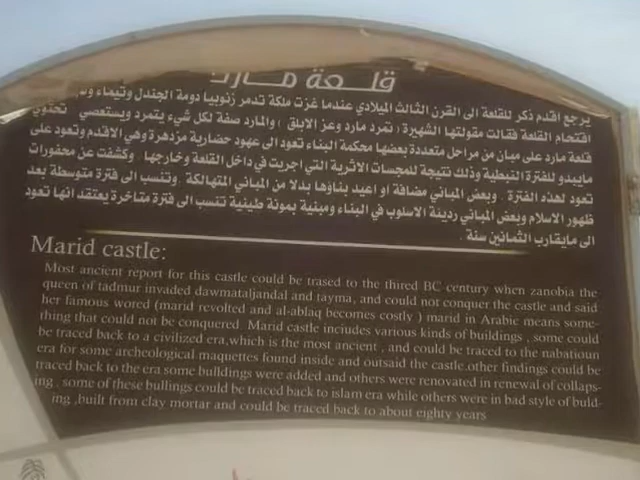 قلعة مارد
يرجع اقدم ذكر للقلعة الى القرن الثالث الميلادي عندما غزت ملكة تدمر زنوبيا دومة الجندل وتيماء
اقتحام القلعة فقالت مقولتها الشهيرة ( تمرد مارد وعز الابلق ) والمارد صفة لكل شيء يتمرد ويستعصي تحتوي
قلعة مارد على مبان من مراحل متعددة بعضها محكمة البناء تعود الى عهود حضارية مزدهرة وهي الاقدم وتعود على
مايبدو للفترة النبطية وذلك نتيجة للمجسات الاثرية التي اجريت في داخل القلعة وخارجها وكشفت عن محفورات
تعود لهذه الفترة . وبعض المباني مضافة او اعيد بناؤها بدلا من المباني المتهالكة . وتنسب الى فترة متوسطة بعد
ظهور الاسلام وبعض المباني ردينة الاسلوب في البناء ومبنية بمونة طينية تنسب الى فترة متاخرة يعتقد انها تعود
الى مايقارب الثمانين سنة .
Marid castle:
Most ancient report for this castle could be trased to the thired BC century when zanobia the
queen of tadmur invaded dawmataljandal and tayma, and could not conquer the castle and said
her famous wored (marid revolted and al-ablaq becomes costly ) marid in Arabic means some-
thing that could not be conquered. Marid castle inciudes various kinds of buildings , some could
be traced back to a civilized era,which is the most ancient , and could be traced to the nabatioun
era for some archeological maquettes found inside and outsaid the castle.other findings could be
traced back to the era some bulldings were added and others were renovated in renewal of collaps-
ing . some of these bullings could be traced back to islam era while others were in bad style of buld-
ing ,built from clay mortar and could be traced back to about eighty years